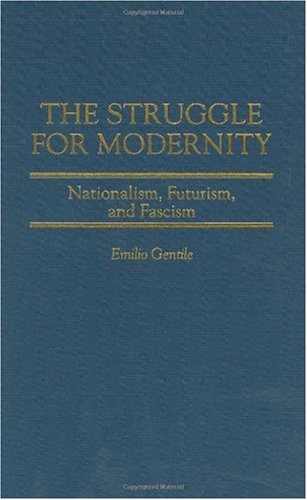 THE STRUGGLE
FOR MODERNITY
Nationalism, Futurism,
and Fascism
Emilio Gentile